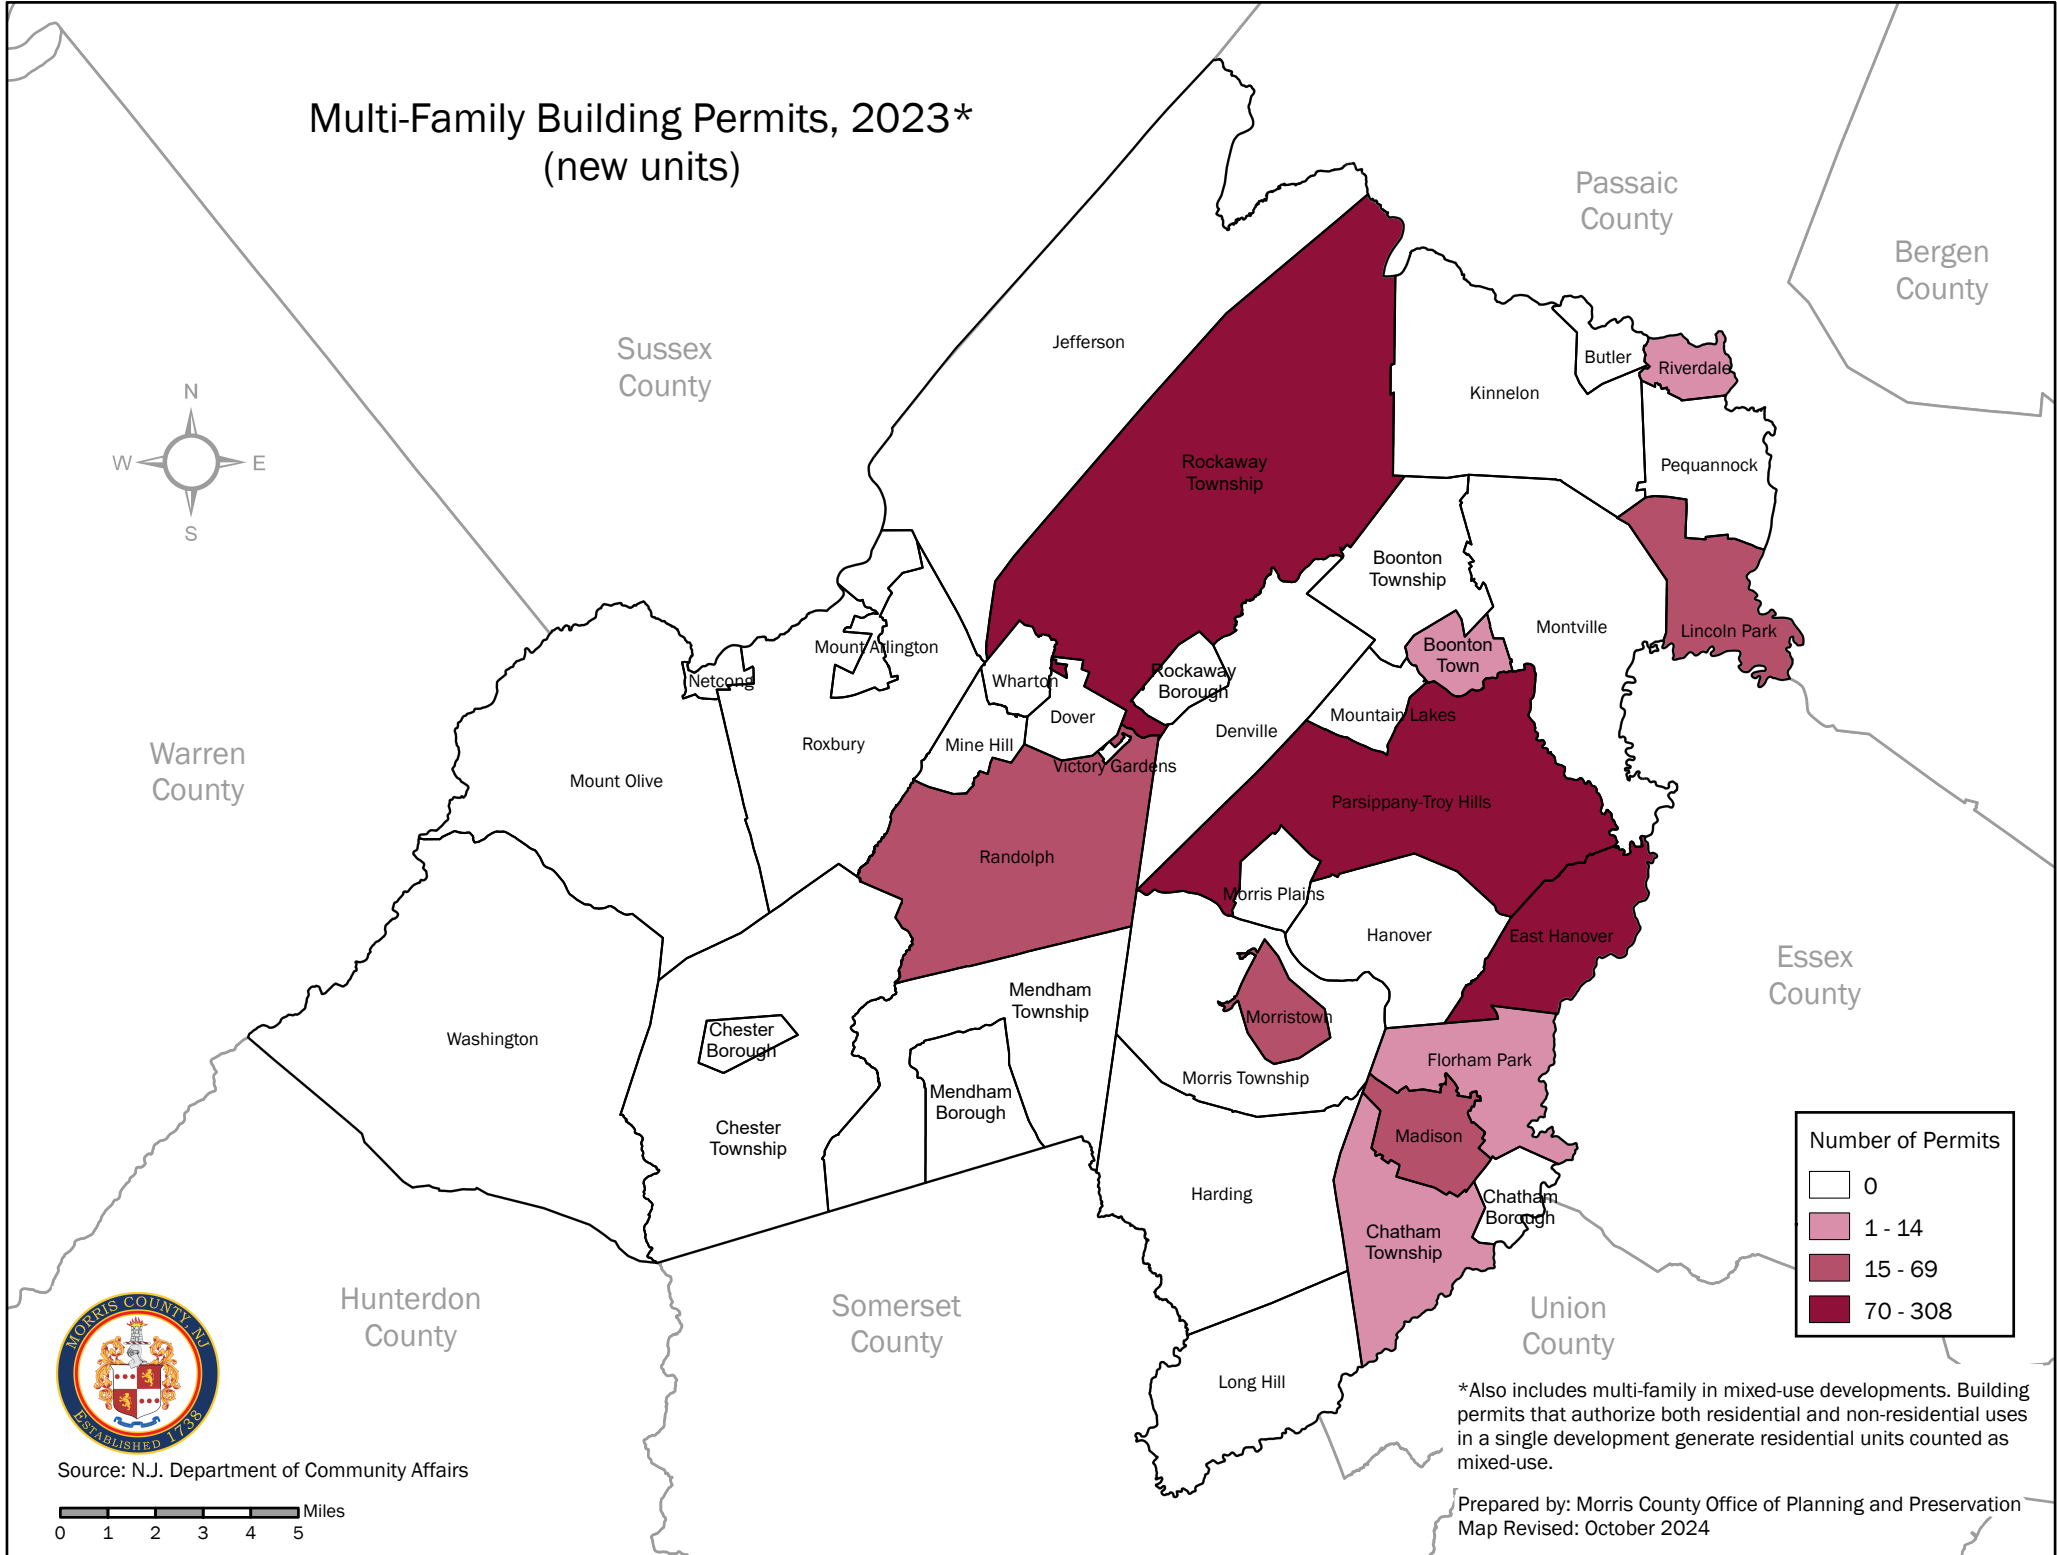 Multi-Family Building Permits, 2023*
(new units)
Passaic
County
Bergen
County
Sussex
County
Jefferson
Butler
Riverdale
Kinnelon
N
W
E
S
Rockaway
Township
Pequannock
Boonton
Township
Montville
Lincoln Park
Boonton
Town
Mount Arlington
Netcong
Wharton
Rockaway
Borough
Dover
Mountain Lakes
Denville
Roxbury
Mine Hill
Victory Gardens
Warren
County
Mount Olive
Parsippany-Troy Hills
Randolph
Morris Plains
Hanover
East Hanover
Essex
County
Mendham
Township
Morristown
Chester
Borough
Washington
Florham Park
Morris Township
Mendham
Borough
Chester
Township
Madison
Harding
Chatham
Borough
Chatham
Township
Number of Permits
0
1 - 14
15 - 69
70 - 308
Hunterdon
County
Somerset
County
Union
County
Long Hill
MORRIS COUNTY, NJ
ESTABLISHED 1738
Source: N.J. Department of Community Affairs
Miles
0 1 2 3 4 5
*Also includes multi-family in mixed-use developments. Building
permits that authorize both residential and non-residential uses
in a single development generate residential units counted as
mixed-use.
Prepared by: Morris County Office of Planning and Preservation
Map Revised: October 2024